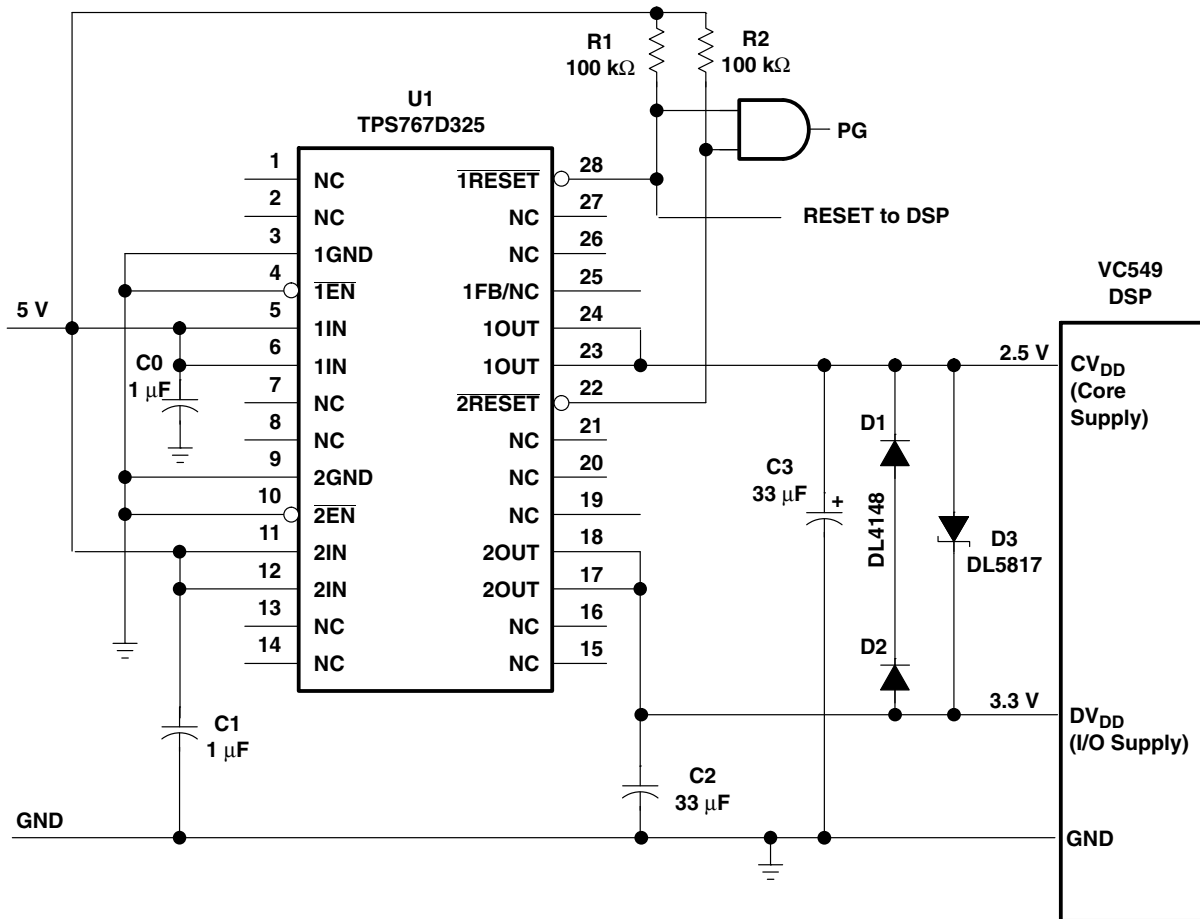 R1
100 kΩ
R2
100 kΩ
U1
TPS767D325
PG
1
NC
2
NC
3
1GND
4
1EN
5
1IN
6
1IN
7
NC
8
NC
9
2GND
10
2EN
11
2IN
12
2IN
13
NC
14
NC
1RESET
28
NC
27
NC
26
1FB/NC
25
1OUT
24
1OUT
23
2RESET
22
NC
21
NC
20
NC
19
2OUT
18
2OUT
17
NC
16
NC
15
RESET to DSP
5 V
C0
1 μF
C1
1 μF
GND
VC549
DSP
2.5 V
CVDD
(Core
Supply)
D1
C3
33 μF
+
DL4148
D3
DL5817
D2
3.3 V
DVDD
(I/O Supply)
C2
33 μF
GND